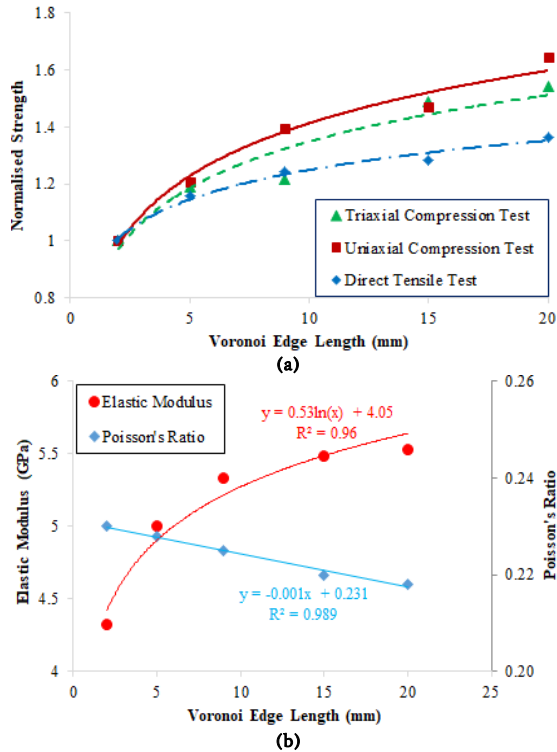 1.8
1.6
1.4
1.2
1
0.8
Normalised Strength
Triaxial Compression Test
Uniaxial Compression Test
Direct Tensile Test
0 5 10 15 20
Voronoi Edge Length (mm)
(a)
6
5.5
5
4.5
4
Elastic Modulus (GPa)
Elastic Modulus
Poisson's Ratio
y = 0.53ln(x) + 4.05
R² = 0.96
y = -0.001x + 0.231
R² = 0.989
0.26
0.24
0.22
0.20
Poisson's Ratio
0 5 10 15 20 25
Voronoi Edge Length (mm)
(b)